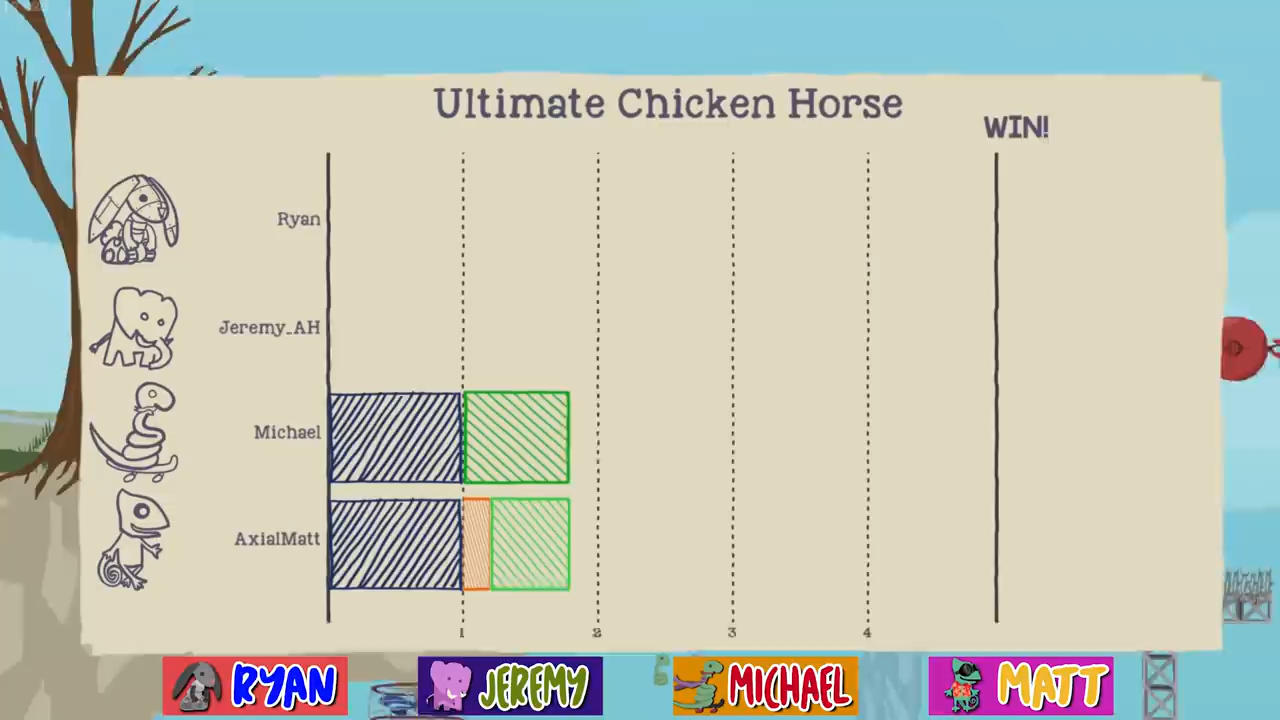 Ultimate Chicken Horse
WIN!
Ryan
Jeremy_AH
Michael
AxialMatt
1 2 3 4
RYAN JEREMY MICHAEL MATT